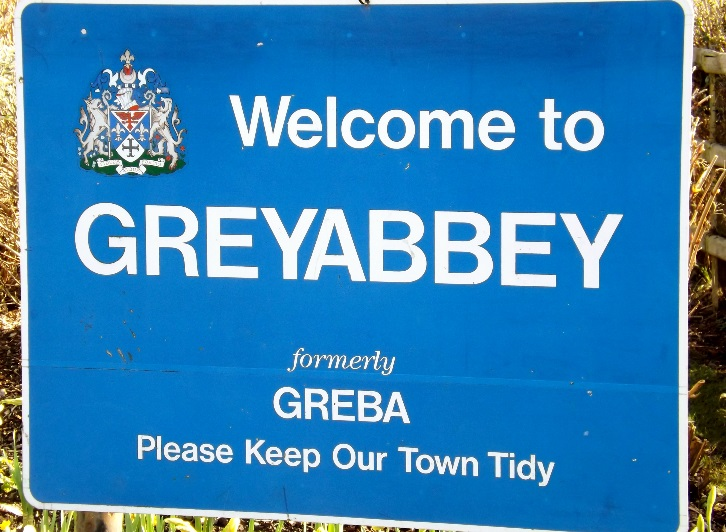 Welcome to
GREYABBEY
formerly
GREBA
Please Keep Our Town Tidy